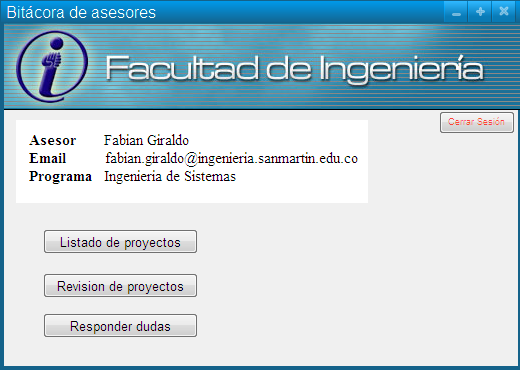 Bitácora de asesores
Facultad de Ingeniería
Cerrar Sesión
Asesor Fabian Giraldo
Email fabian.giraldo@ingenieria.sanmartin.edu.co
Programa Ingenieria de Sistemas
Listado de proyectos
Revision de proyectos
Responder dudas